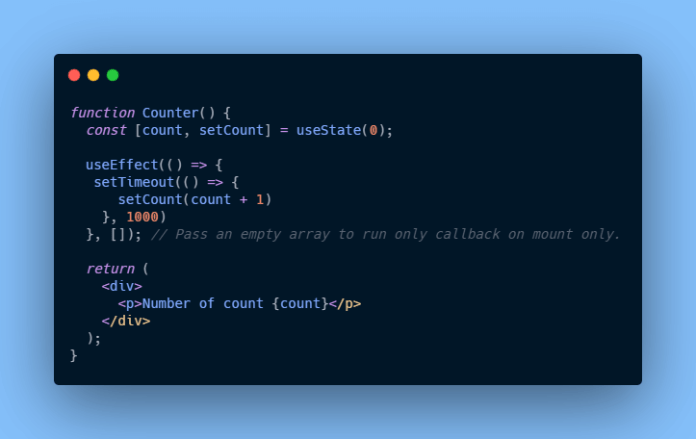 function Counter() {
  const [count, setCount] = useState(0);
  useEffect(() => {
   setTimeout(() => {
      setCount(count + 1)
    }, 1000)
  }, []); // Pass an empty array to run only callback on mount only.
  return (
    <div>
      <p>Number of count {count}</p>
    </div>
  );
}